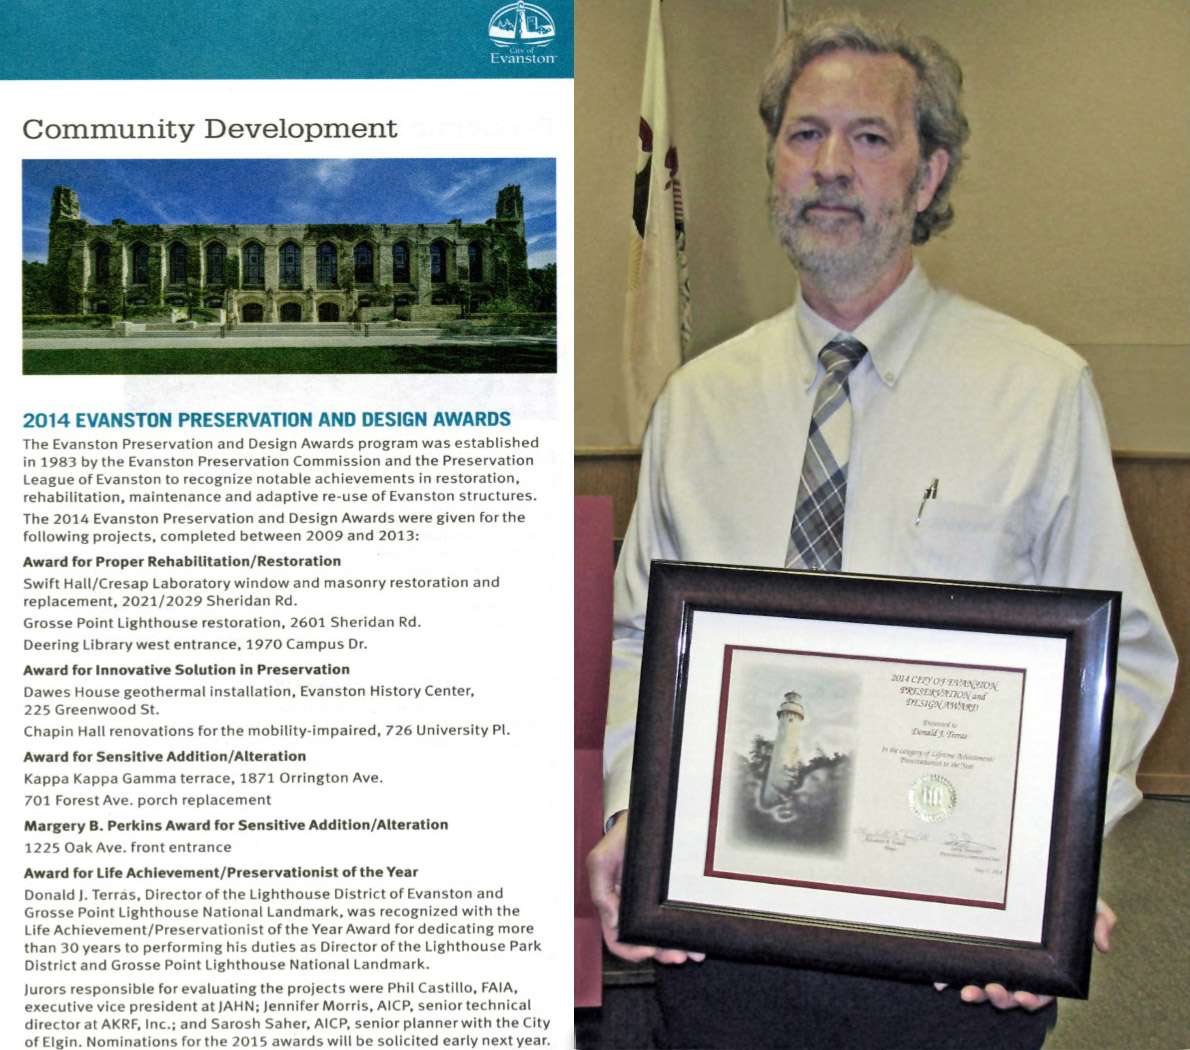 City of
Evanston
Community Development
2014 EVANSTON PRESERVATION AND DESIGN AWARDS
The Evanston Preservation and Design Awards program was established
in 1983 by the Evanston Preservation Commission and the Preservation
League of Evanston to recognize notable achievements in restoration,
rehabilitation, maintenance and adaptive re-use of Evanston structures.
The 2014 Evanston Preservation and Design Awards were given for the
following projects, completed between 2009 and 2013:
Award for Proper Rehabilitation/Restoration
Swift Hall/Cresap Laboratory window and masonry restoration and
replacement, 2021/2029 Sheridan Rd.
Grosse Point Lighthouse restoration, 2601 Sheridan Rd.
Deering Library west entrance, 1970 Campus Dr.
Award for Innovative Solution in Preservation
Dawes House geothermal installation, Evanston History Center,
225 Greenwood St.
Chapin Hall renovations for the mobility-impaired, 726 University Pl.
Award for Sensitive Addition/Alteration
Kappa Kappa Gamma terrace, 1871 Orrington Ave.
701 Forest Ave. porch replacement
Margery B. Perkins Award for Sensitive Addition/Alteration
1225 Oak Ave. front entrance
Award for Life Achievement/Preservationist of the Year
Donald J. Terras, Director of the Lighthouse District of Evanston and
Grosse Point Lighthouse National Landmark, was recognized with the
Life Achievement/Preservationist of the Year Award for dedicating more
than 30 years to performing his duties as Director of the Lighthouse Park
District and Grosse Point Lighthouse National Landmark.
Jurors responsible for evaluating the projects were Phil Castillo, FAIA,
executive vice president at JAHN; Jennifer Morris, AICP, senior technical
director at AKRF, Inc.; and Sarosh Saher, AICP, senior planner with the City
of Elgin. Nominations for the 2015 awards will be solicited early next year.
2014 CITY OF EVANSTON
PRESERVATION and
DESIGN AWARD
Presented to
Donald J. Terras
In the category of Lifetime Achievement/
Preservationist of the Year
Mayor